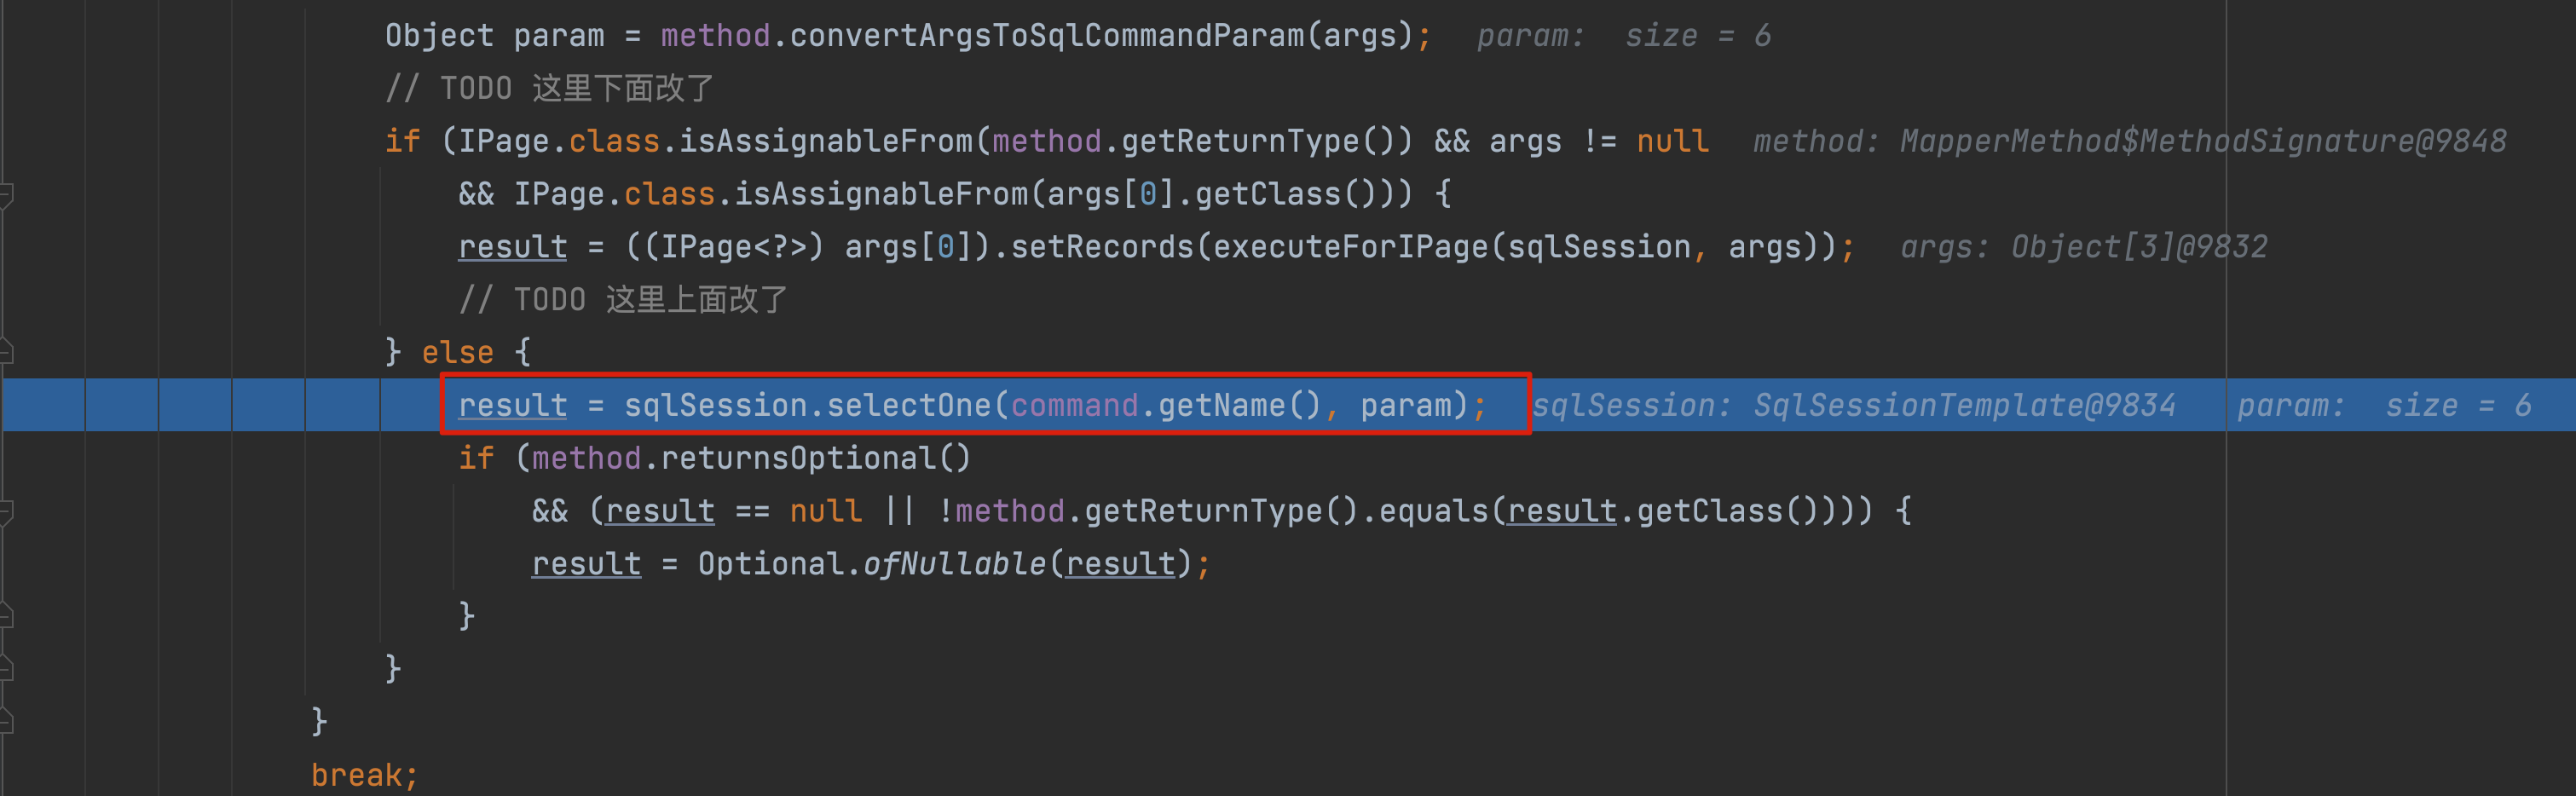 Object param = method.convertArgsToSqlCommandParam(args); param: size = 6
// TODO 这里下面改了
if (IPage.class.isAssignableFrom(method.getReturnType()) && args != null method: MapperMethod$MethodSignature@9848
&& IPage.class.isAssignableFrom(args[0].getClass())) {
result = ((IPage<?>) args[0]).setRecords(executeForIPage(sqlSession, args)); args: Object[3]@9832
// TODO 这里上面改了
} else {
result = sqlSession.selectOne(command.getName(), param); sqlSession: SqlSessionTemplate@9834 param: size = 6
if (method.returnsOptional()
&& (result == null || !method.getReturnType().equals(result.getClass()))) {
result = Optional.ofNullable(result);
}
}
}
break;